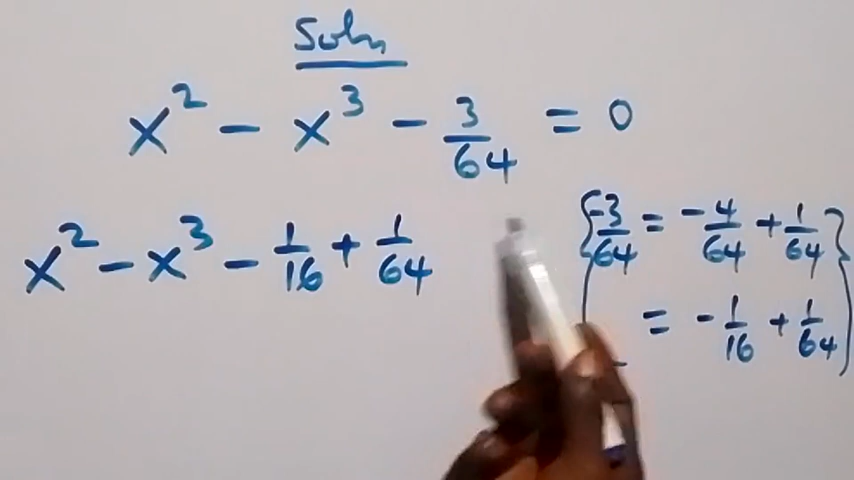 Soln
x² - x³ - 3/64 = 0
x² - x³ - 1/16 + 1/64
{-3/64 = -4/64 + 1/64
= -1/16 + 1/64}